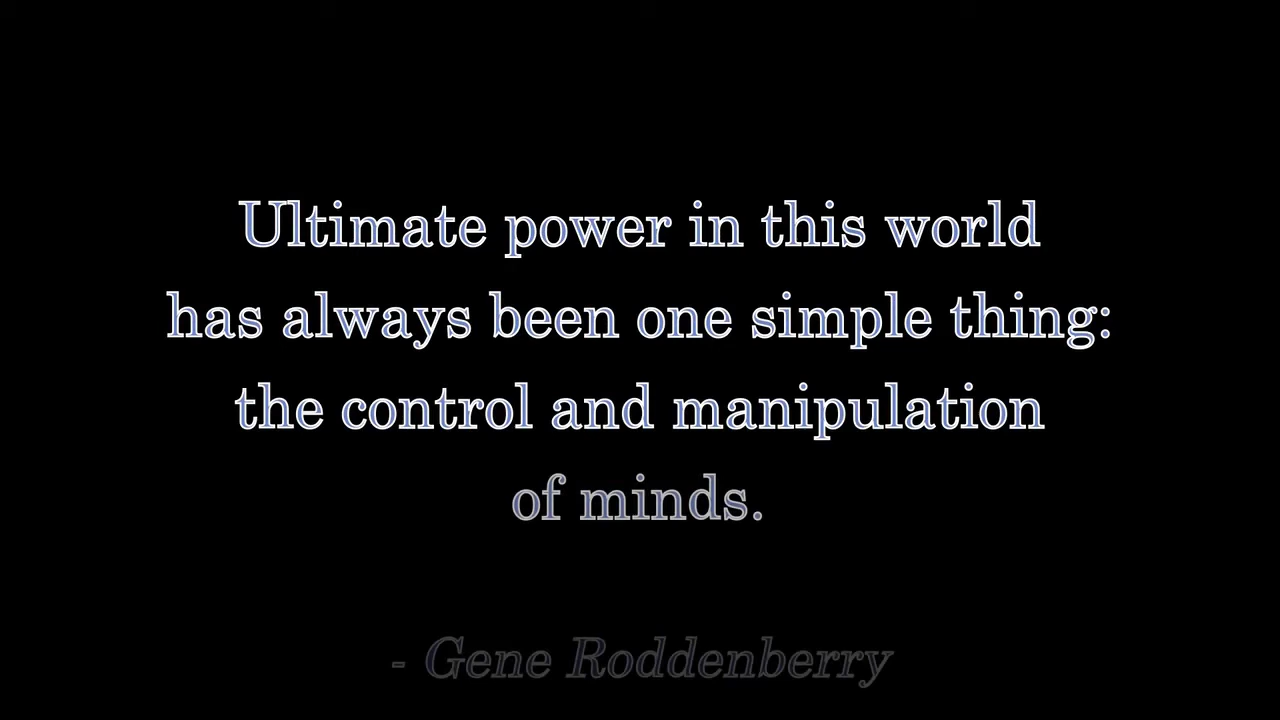 Ultimate power in this world
has always been one simple thing:
the control and manipulation
of minds.
- Gene Roddenberry